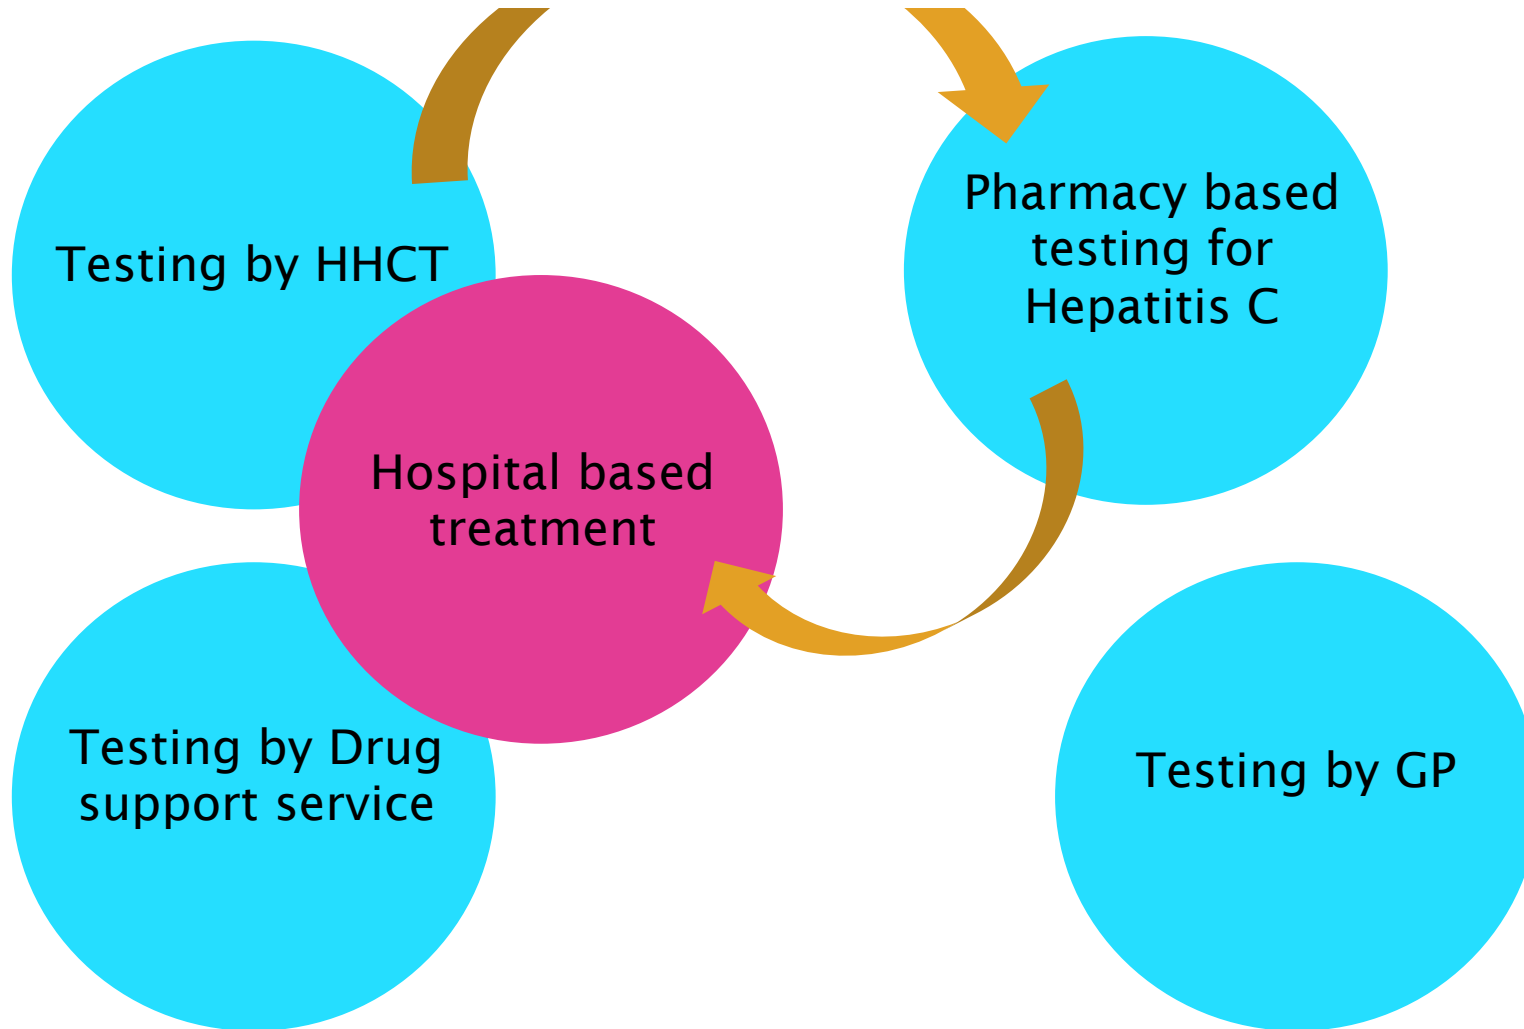 Testing by HHCT
Pharmacy based
testing for
Hepatitis C
Hospital based
treatment
Testing by Drug
support service
Testing by GP